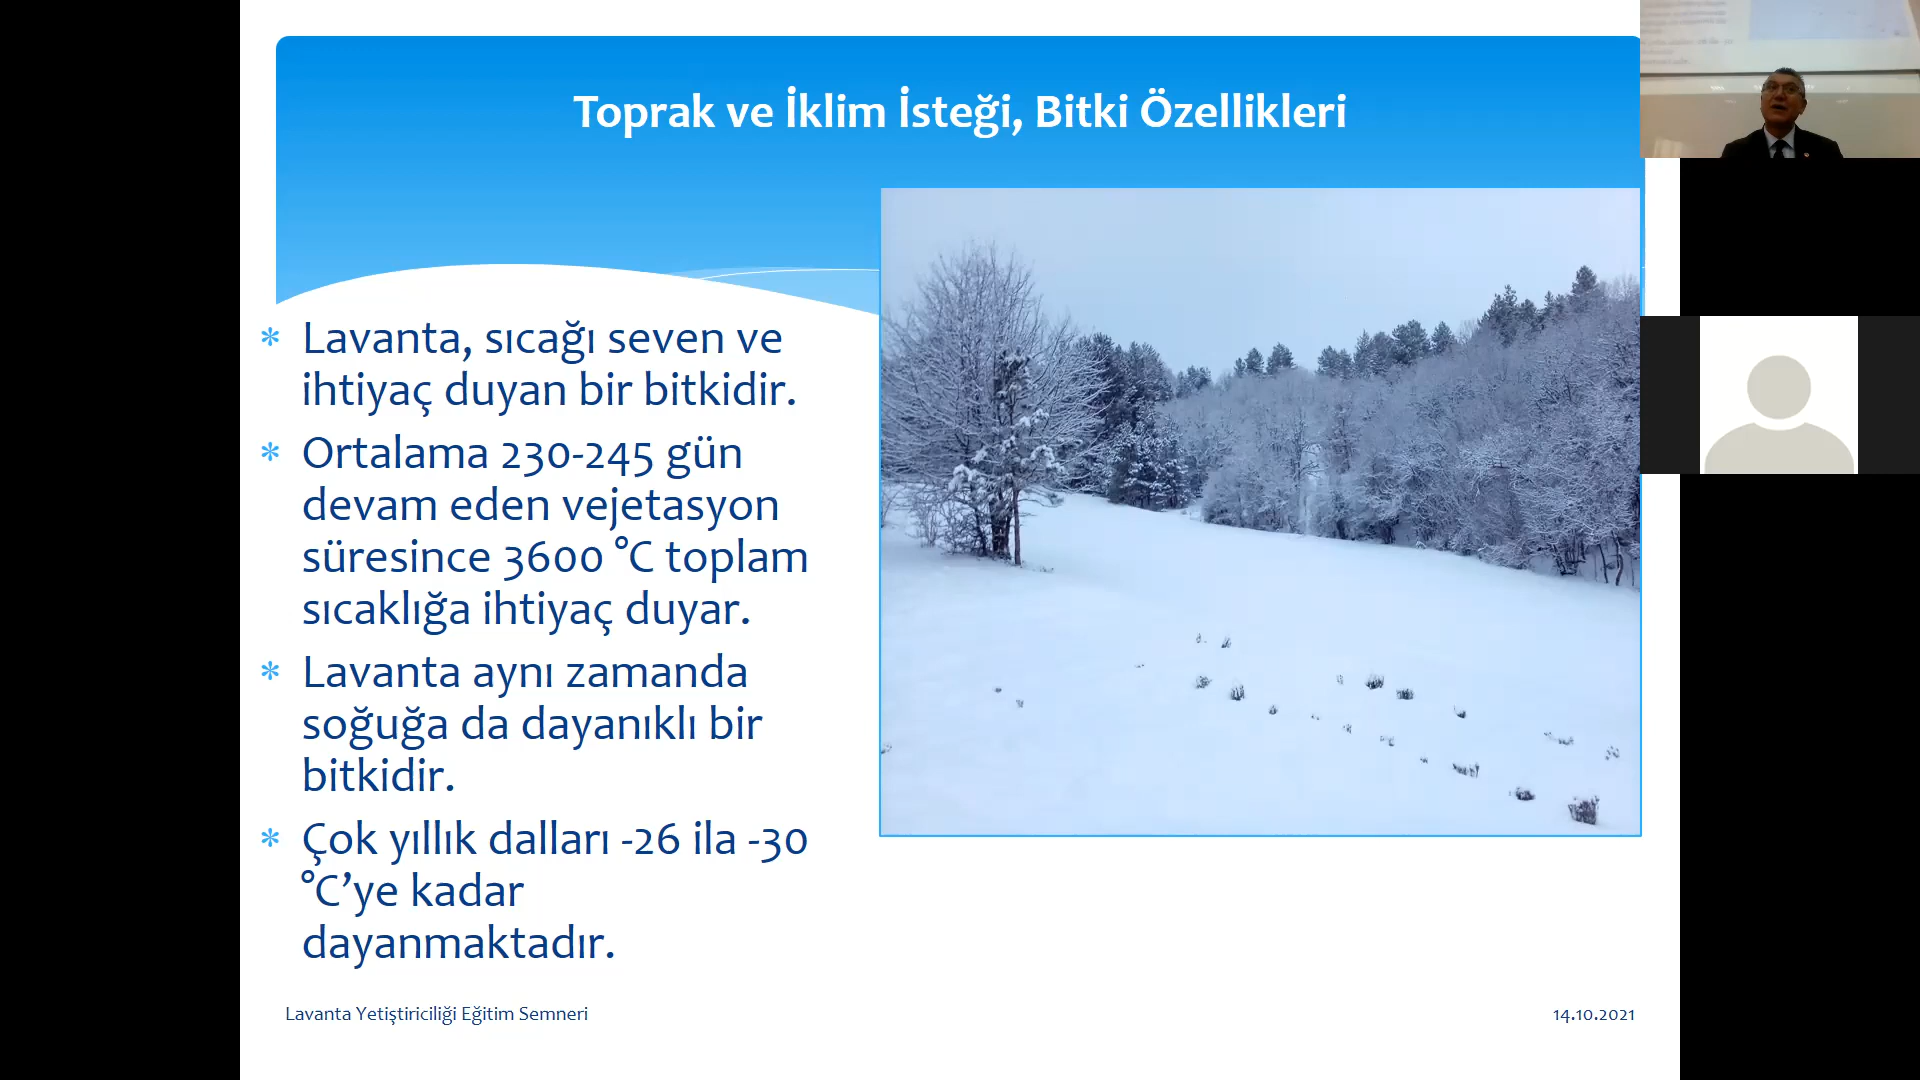 Toprak ve İklim İsteği, Bitki Özellikleri
* Lavanta, sıcağı seven ve
ihtiyaç duyan bir bitkidir.
* Ortalama 230-245 gün
devam eden vejetasyon
süresince 3600 °C toplam
sıcaklığa ihtiyaç duyar.
* Lavanta aynı zamanda
soğuğa da dayanıklı bir
bitkidir.
* Çok yıllık dalları -26 ila -30
°C’ye kadar
dayanmaktadır.
Lavanta Yetiştiriciliği Eğitim Semneri
14.10.2021